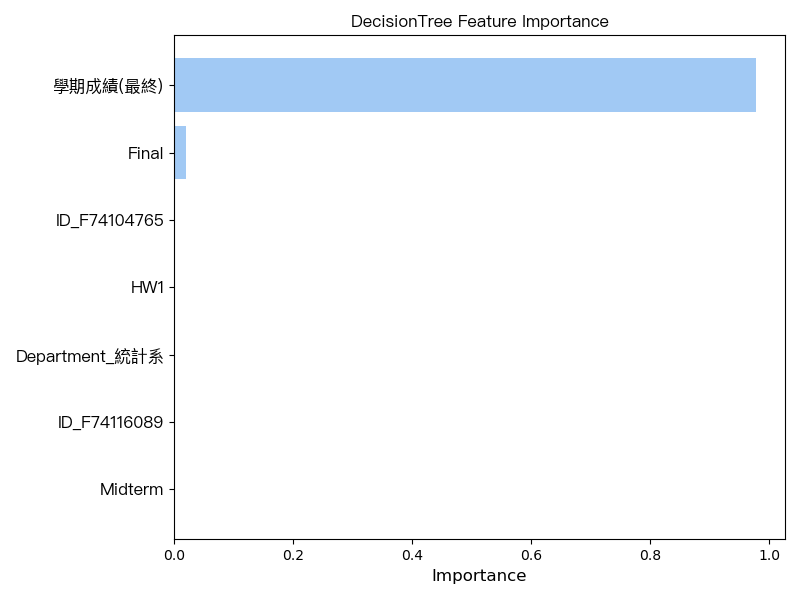 DecisionTree Feature Importance
學期成績(最終)
Final
ID_F74104765
HW1
Department_統計系
ID_F74116089
Midterm
0.0 0.2 0.4 0.6 0.8 1.0
Importance